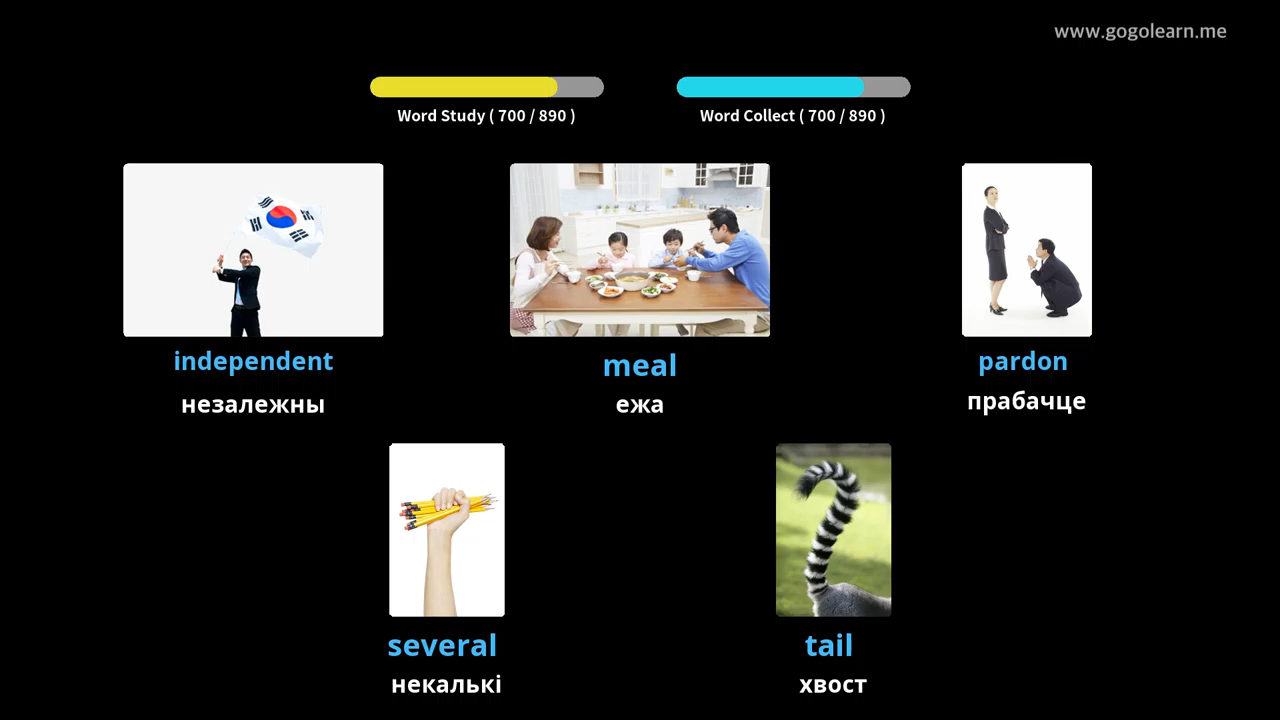 www.gogolearn.me
Word Study ( 700 / 890 )
Word Collect ( 700 / 890 )
independent
незалежны
meal
ежа
pardon
прабачце
several
некалькі
tail
хвост